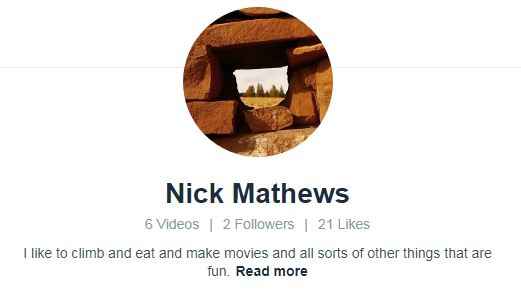 Nick Mathews
6 Videos | 2 Followers | 21 Likes
I like to climb and eat and make movies and all sorts of other things that are
fun. Read more